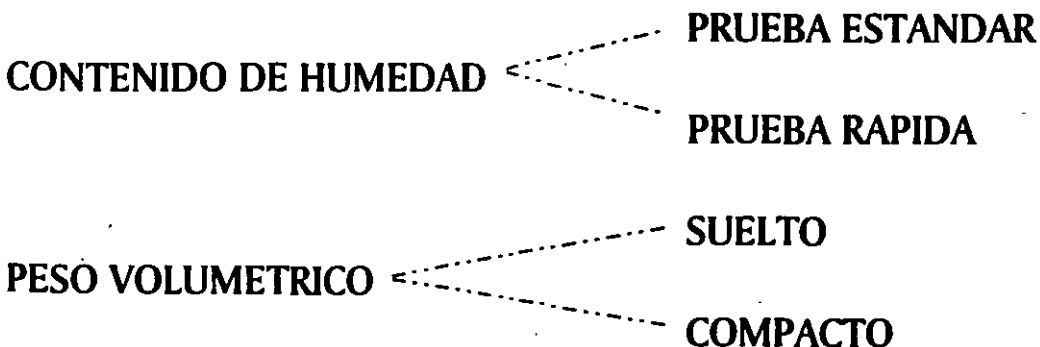 PRUEBA ESTANDAR
CONTENIDO DE HUMEDAD
PRUEBA RAPIDA
SUELTO
PESO VOLUMETRICO
COMPACTO